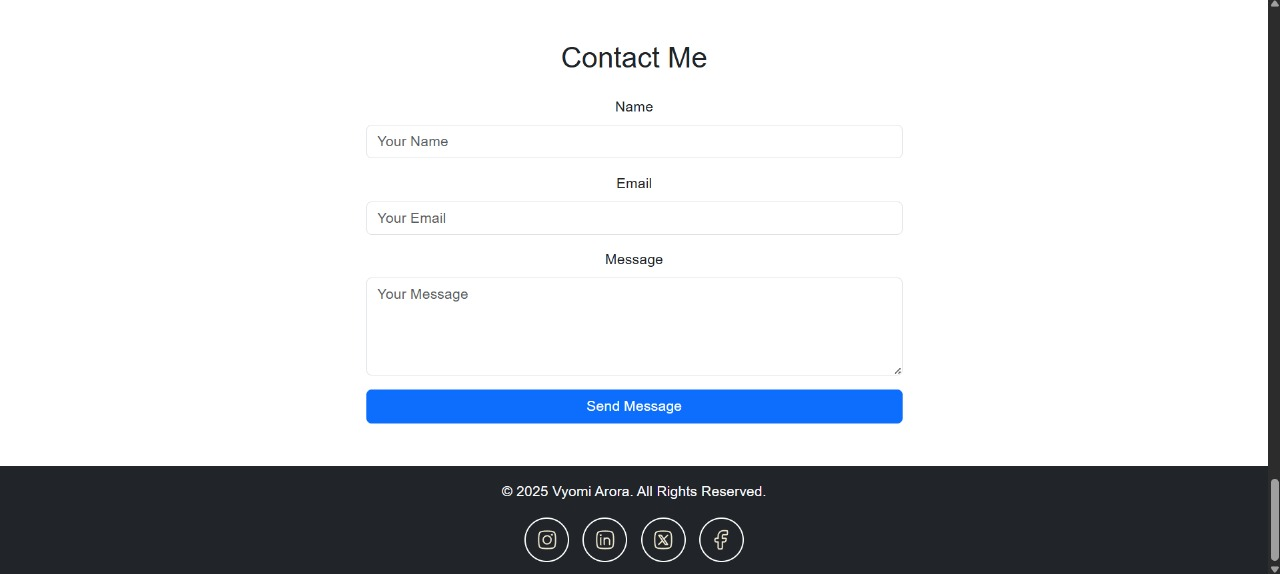 Contact Me
Name
Your Name
Email
Your Email
Message
Your Message
Send Message
© 2025 Vyomi Arora. All Rights Reserved.